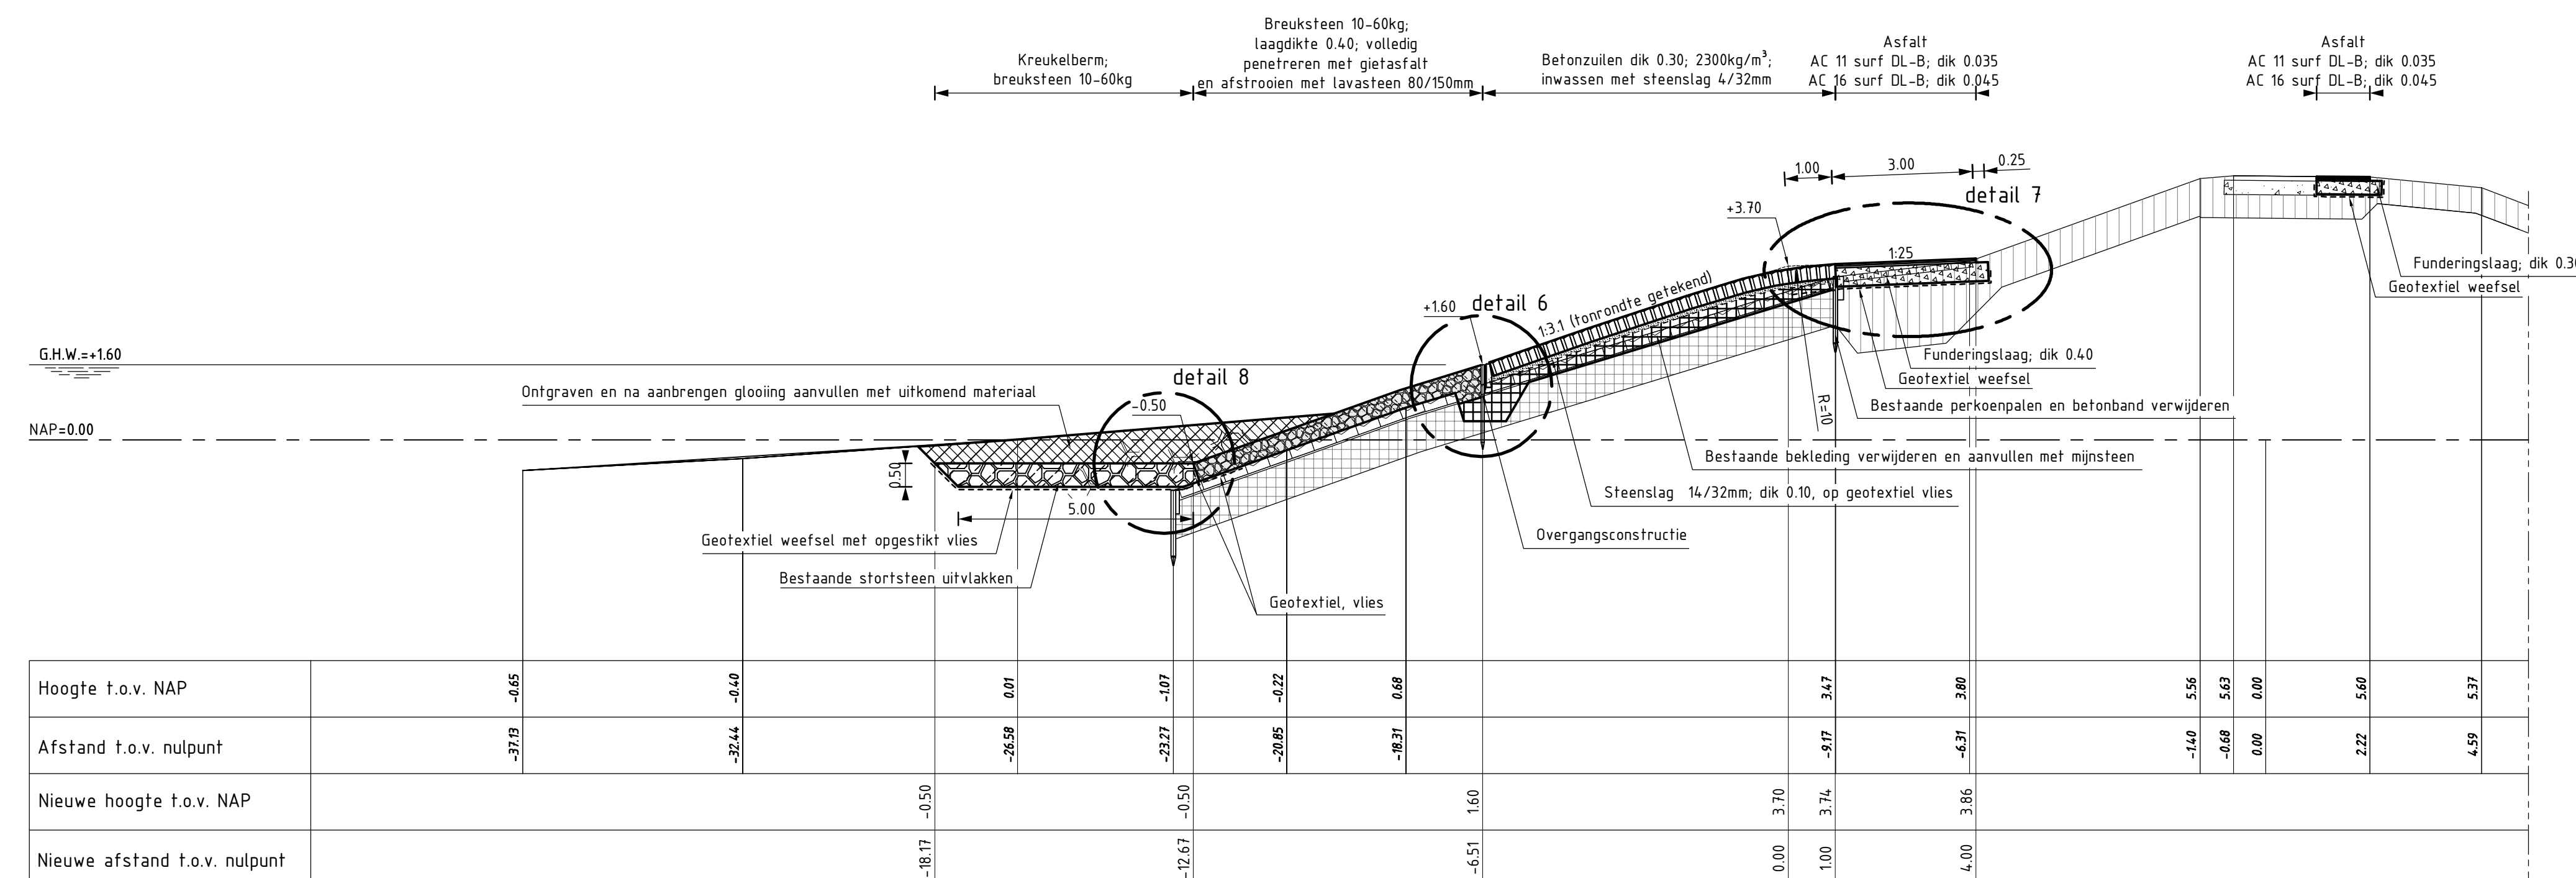 Kreukelberm;
breuksteen 10-60kg
Breuksteen 10-60kg;
laagdikte 0.40; volledig
penetreren met gietasfalt
en afstrooien met lavasteen 80/150mm
Betonzuilen dik 0.30; 2300kg/m³;
inwassen met steenslag 4/32mm
Asfalt
AC 11 surf DL-B; dik 0.035
AC 16 surf DL-B; dik 0.045
Asfalt
AC 11 surf DL-B; dik 0.035
AC 16 surf DL-B; dik 0.045
1.00
3.00
0.25
detail 7
+3.70
1:25
Funderingslaag; dik 0.3
Geotextiel weefsel
+1.60
detail 6
1:3.1 (tonrondte getekend)
G.H.W.=+1.60
detail 8
Ontgraven en na aanbrengen glooiing aanvullen met uitkomend materiaal
-0.50
NAP=0.00
0.50
5.00
R=10
Funderingslaag; dik 0.40
Geotextiel weefsel
Bestaande perkoenpalen en betonband verwijderen
Bestaande bekleding verwijderen en aanvullen met mijnsteen
Steenslag 14/32mm; dik 0.10, op geotextiel vlies
Overgangsconstructie
Geotextiel weefsel met opgestikt vlies
Bestaande stortsteen uitvlakken
Geotextiel, vlies
Hoogte t.o.v. NAP -0.65 -0.40 0.01 -1.07 -0.22 0.68 3.47 3.80 5.56 5.63 0.00 5.60 5.37
Afstand t.o.v. nulpunt -37.13 -32.44 -26.58 -23.27 -20.85 -18.31 -9.17 -6.31 -1.40 -0.68 0.00 2.22 4.59
Nieuwe hoogte t.o.v. NAP -0.50 -0.50 1.60 3.70 3.74 3.86
Nieuwe afstand t.o.v. nulpunt -18.17 -12.67 -6.51 0.00 1.00 4.00